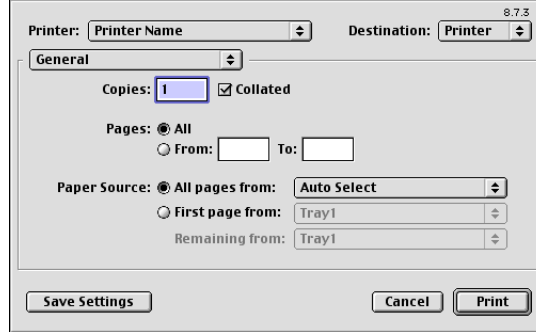 8.7.3
Printer: Printer Name Destination: Printer
General
Copies: 1 Collated
Pages: All
From: To:
Paper Source: All pages from: Auto Select
First page from: Tray1
Remaining from: Tray1
Save Settings Cancel Print